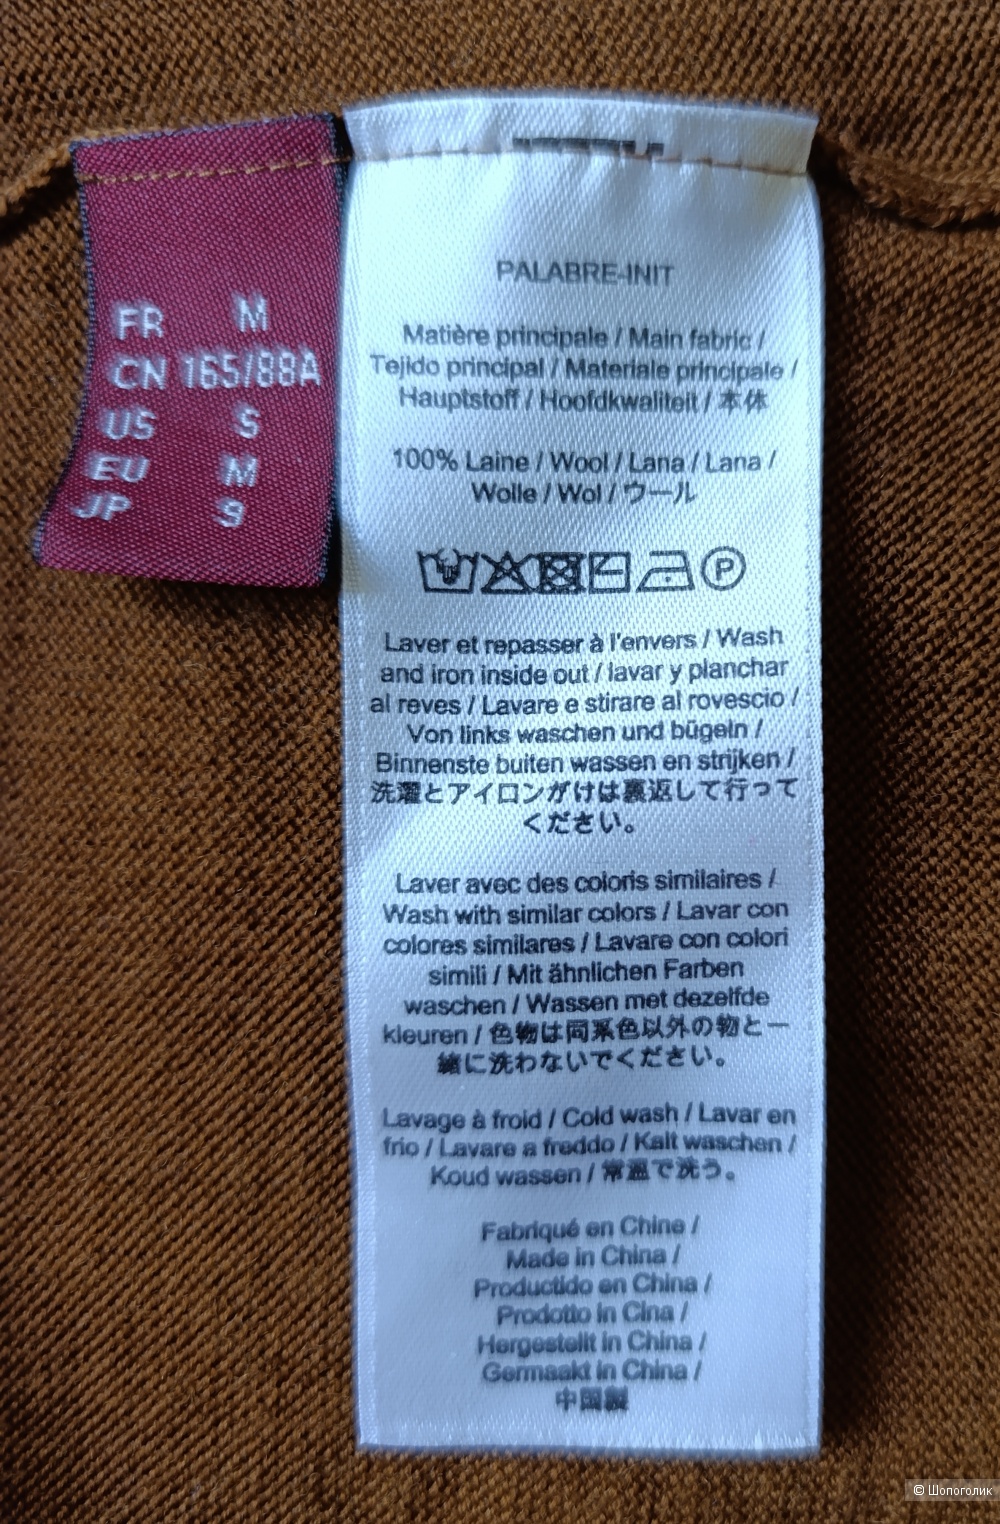 FR M
CN 165/88A
US S
EU M
JP 9
PALABRE-INIT
Matière principale / Main fabric /
Tejido principal / Materiale principale /
Hauptstoff / Hoofdkwaliteit / 本体
100% Laine / Wool / Lana / Lana /
Wolle / Wol / ウール
P
Laver et repasser à l'envers / Wash
and iron inside out / lavar y planchar
al reves / Lavare e stirare al rovescio /
Von links waschen und bügeln /
Binnenste buiten wassen en strijken /
洗濯とアイロンがけは裏返して行って
ください。
Laver avec des coloris similaires /
Wash with similar colors / Lavar con
colores similares / Lavare con colori
simili / Mit ähnlichen Farben
waschen / Wassen met dezelfde
kleuren / 色物は同系色以外の物と一
緒に洗わないでください。
Lavage à froid / Cold wash / Lavar en
frio / Lavare a freddo / Kalt waschen /
Koud wassen / 常温で洗う。
Fabriqué en Chine /
Made in China /
Productido en China /
Prodotto in Cina /
Hergestellt in China /
Germaakt in China /
中国製
© Шопоголик